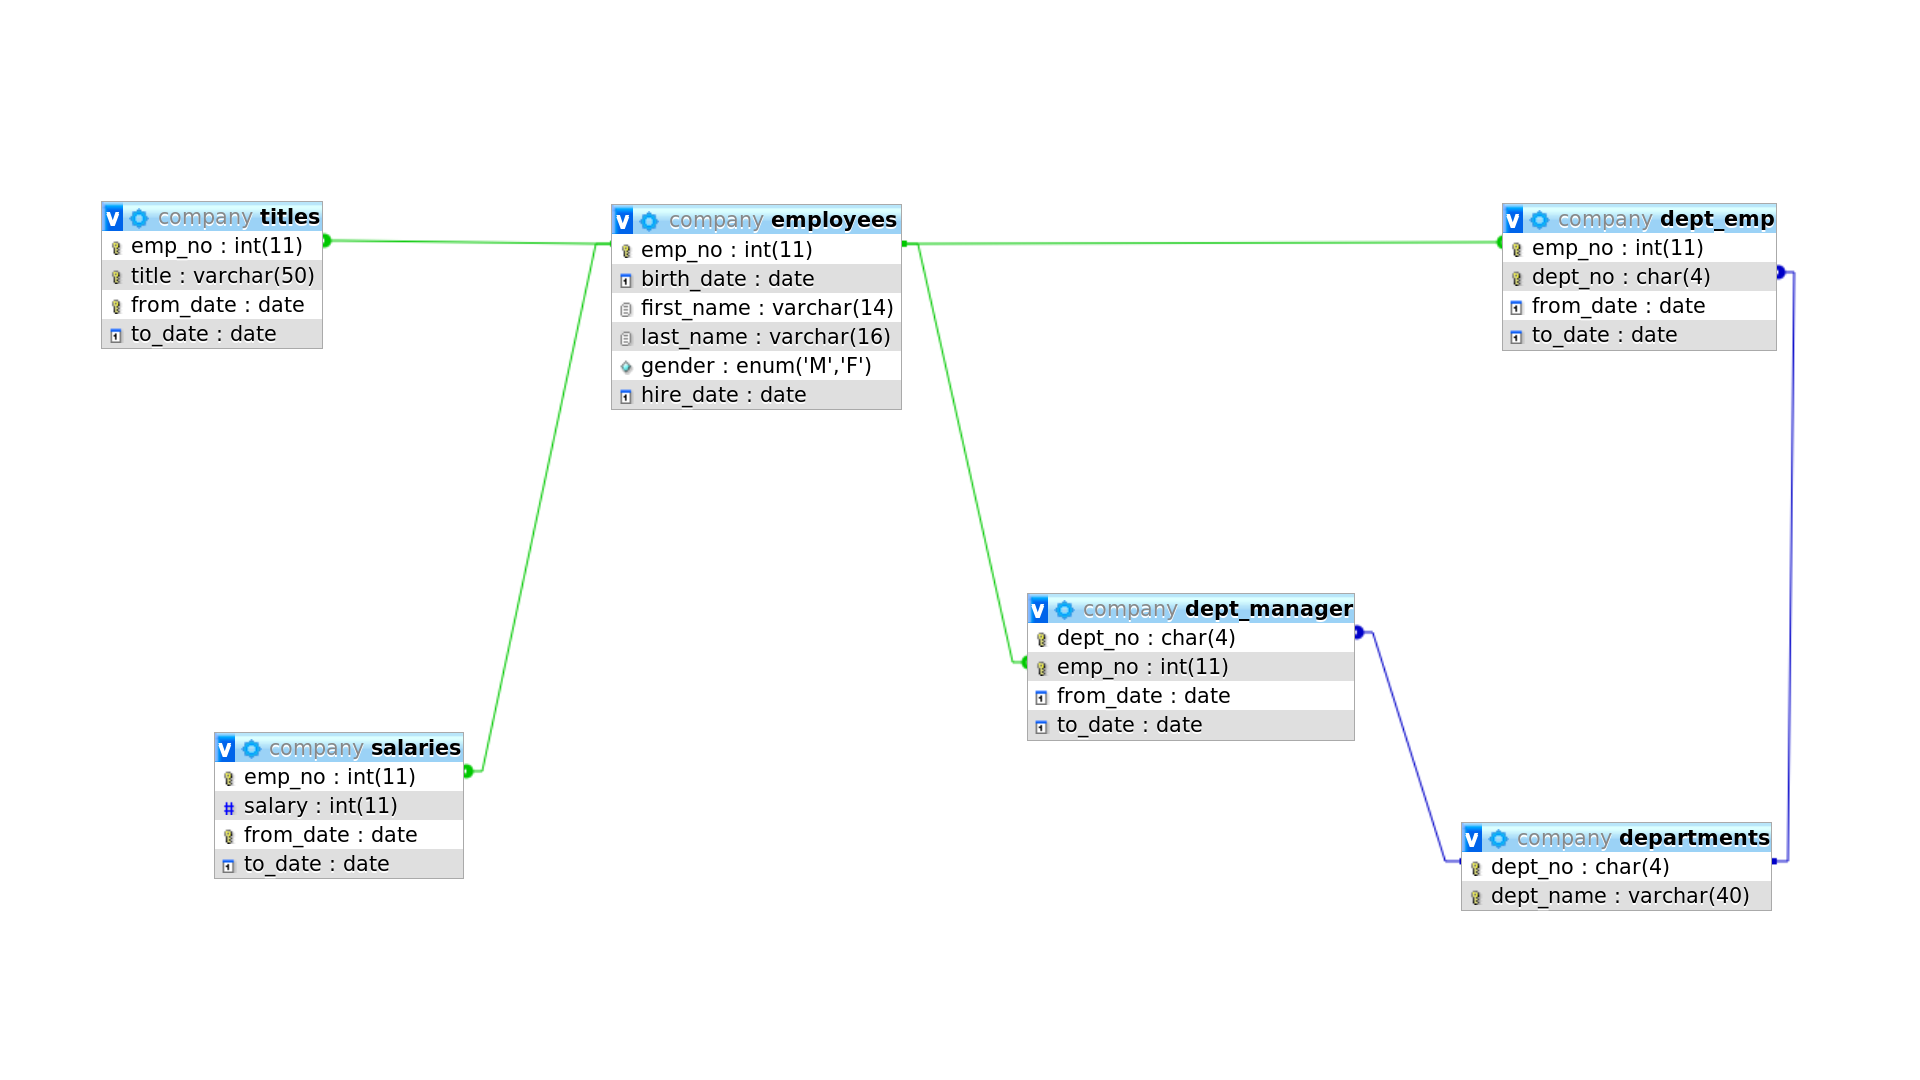 v company titles
emp_no : int(11)
title : varchar(50)
from_date : date
to_date : date
v company employees
emp_no : int(11)
birth_date : date
first_name : varchar(14)
last_name : varchar(16)
gender : enum('M','F')
hire_date : date
v company dept_emp
emp_no : int(11)
dept_no : char(4)
from_date : date
to_date : date
v company dept_manager
dept_no : char(4)
emp_no : int(11)
from_date : date
to_date : date
v company salaries
emp_no : int(11)
# salary : int(11)
from_date : date
to_date : date
v company departments
dept_no : char(4)
dept_name : varchar(40)